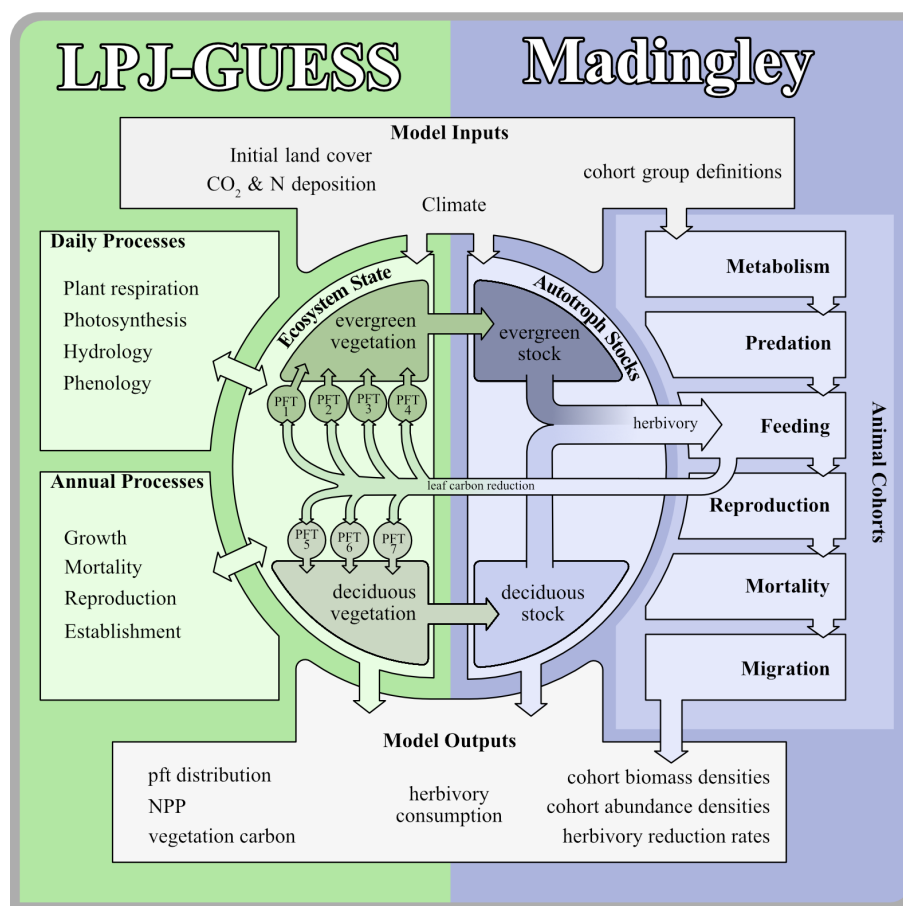 LPJ-GUESS
Madingley
Model Inputs
Initial land cover
CO2 & N deposition
cohort group definitions
Climate
Daily Processes
Plant respiration
Photosynthesis
Hydrology
Phenology
Annual Processes
Growth
Mortality
Reproduction
Establishment
Ecosystem State
evergreen
vegetation
PFT
1
PFT
2
PFT
3
PFT
4
leaf carbon reduction
PFT
5
PFT
6
PFT
7
deciduous
vegetation
Autotroph Stocks
evergreen
stock
herbivory
deciduous
stock
Metabolism
Predation
Feeding
Reproduction
Mortality
Migration
Animal Cohorts
Model Outputs
pft distribution
NPP
vegetation carbon
herbivory
consumption
cohort biomass densities
cohort abundance densities
herbivory reduction rates